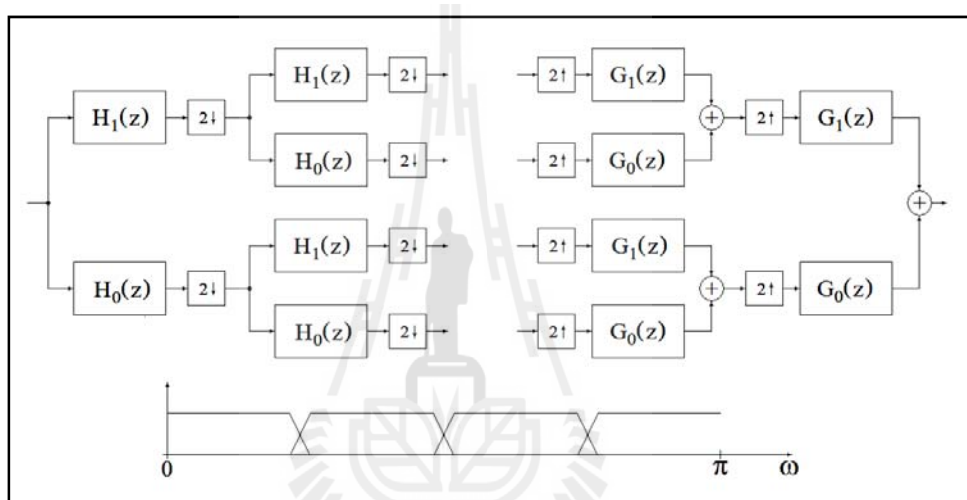 H₁(z) 2↓ 2↑ G₁(z)
H₁(z) 2↓ + 2↑ G₁(z)
H₀(z) 2↓ 2↑ G₀(z)
+
H₁(z) 2↓ 2↑ G₁(z)
H₀(z) 2↓ + 2↑ G₀(z)
H₀(z) 2↓ 2↑ G₀(z)
0 π ω